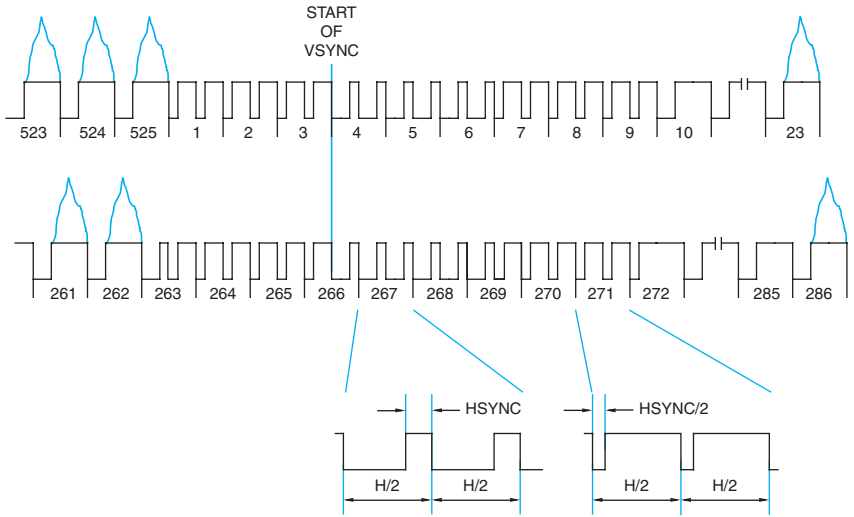 START
OF
VSYNC
523 524 525 1 2 3 4 5 6 7 8 9 10 23
261 262 263 264 265 266 267 268 269 270 271 272 285 286
HSYNC HSYNC/2
H/2 H/2 H/2 H/2